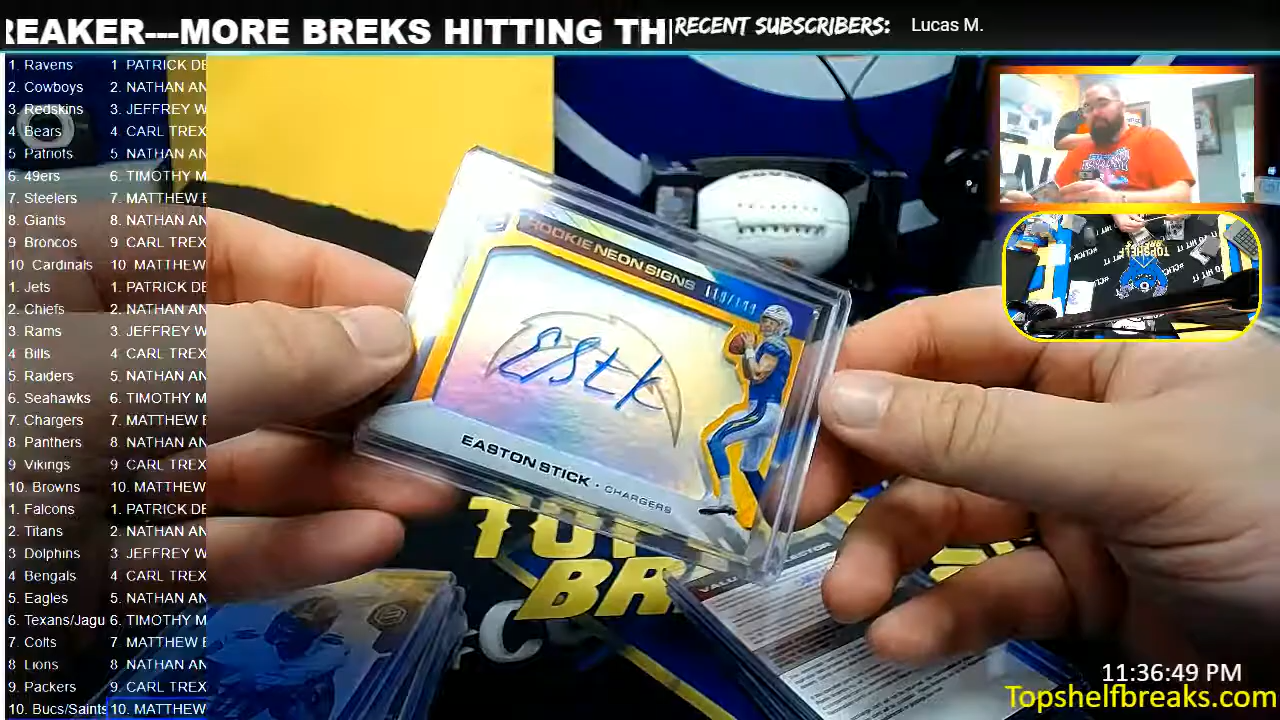 REAKER---MORE BREKS HITTING TH
RECENT SUBSCRIBERS: Lucas M.
1. Ravens 1 PATRICK DE
2. Cowboys 2. NATHAN AN
3. Redskins 3. JEFFREY W
4. Bears 4. CARL TREX
5 Patriots 5 NATHAN AN
6. 49ers 6. TIMOTHY M
7. Steelers 7. MATTHEW E
8. Giants 8. NATHAN AN
9 Broncos 9 CARL TREX
10. Cardinals 10. MATTHEW
1. Jets 1. PATRICK DE
2. Chiefs 2. NATHAN AN
3. Rams 3. JEFFREY W
4 Bills 4 CARL TREX
5. Raiders 5. NATHAN AN
6. Seahawks 6. TIMOTHY M
7. Chargers 7. MATTHEW E
8 Panthers 8 NATHAN AN
9 Vikings 9 CARL TREX
10. Browns 10. MATTHEW
1. Falcons 1. PATRICK DE
2. Titans 2. NATHAN AN
3 Dolphins 3 JEFFREY W
4 Bengals 4 CARL TREX
5. Eagles 5. NATHAN AN
6. Texans/Jagu 6. TIMOTHY M
7. Colts 7 MATTHEW E
8 Lions 8 NATHAN AN
9. Packers 9. CARL TREX
10. Bucs/Saints 10. MATTHEW
ROOKIE NEON SIGNS
EStick
EASTON STICK · CHARGERS
TOP
BR
TOPSHELF
11:36:49 PM
Topshelfbreaks.com